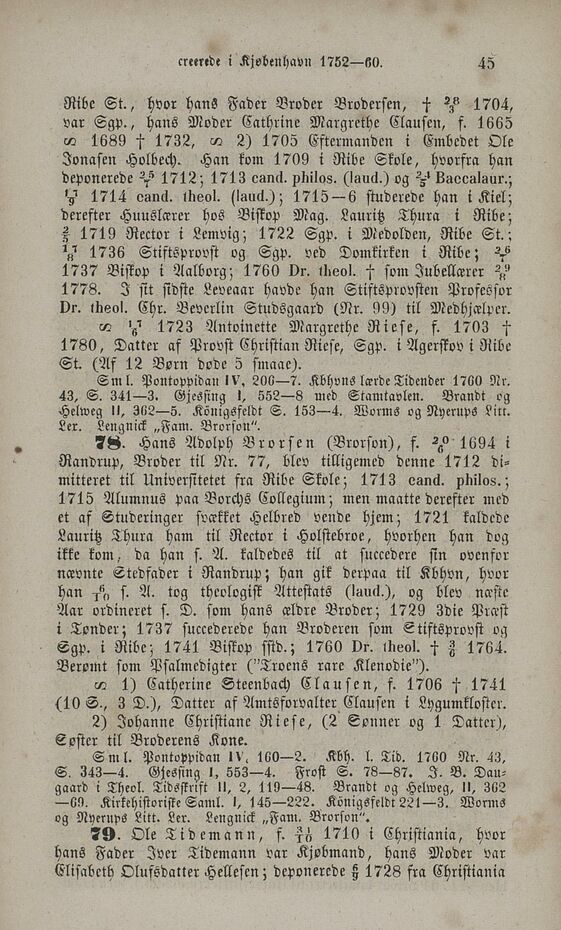 creerede i Kjøbenhavn 1752—60. 45
Ribe St., hvor hans Fader Broder Brodersen, † 28/3 1704,
var Sgp., hans Moder Cathrine Margrethe Clausen, f. 1665
∞ 1689 † 1732, ∞ 2) 1705 Eftermanden i Embedet Ole
Jonasen Holbech. Han kom 1709 i Ribe Skole, hvorfra han
deponerede 2/5 1712; 1713 cand. philos. (laud.) og 21/5 Baccalaur.;
17/9 1714 cand. theol. (laud.); 1715—6 studerede han i Kiel;
derefter Huuslærer hos Biskop Mag. Lauritz Thura i Ribe;
2/5 1719 Rector i Lemvig; 1722 Sgp. i Medolden, Ribe St.;
17/8 1736 Stiftsprovst og Sgp. ved Domkirken i Ribe; 26/7
1737 Biskop i Aalborg; 1760 Dr. theol. † som Jubellærer 29/9
1778. I sit sidste Leveaar havde han Stiftsprovsten Professor
Dr. theol. Chr. Beverlin Studsgaard (Nr. 99) til Medhjælper.
∞ 17/6 1723 Antoinette Margrethe Riese, f. 1703 †
1780, Datter af Provst Christian Riese, Sgp. i Agerskov i Ribe
St. (Af 12 Børn døde 5 smaae).
Sml. Pontoppidan IV, 206—7. Kbhvns lærde Tidender 1760 Nr.
43, S. 341—3. Gjessing I, 552—8 med Stamtavlen. Brandt og
Helweg II, 362—5. Königsfeldt S. 153—4. Worms og Nyerups Litt.
Lex. Lengnick „Fam. Brorson".
78. Hans Adolph Brorsen (Brorson), f. 20/6 1694 i
Randrup, Broder til Nr. 77, blev tilligemed denne 1712 di-
mitteret til Universitetet fra Ribe Skole; 1713 cand. philos.;
1715 Alumnus paa Borchs Collegium; men maatte derefter med
et af Studeringer svækket Helbred vende hjem; 1721 kaldede
Lauritz Thura ham til Rector i Holstebroe, hvorhen han dog
ikke kom, da han s. A. kaldedes til at succedere sin ovenfor
nævnte Stedfader i Randrup; han gik derpaa til Kbhvn, hvor
han 6/10 s. A. tog theologisk Attestats (laud.), og blev næste
Aar ordineret s. D. som hans ældre Broder; 1729 3die Præst
i Tønder; 1737 succederede han Broderen som Stiftsprovst og
Sgp. i Ribe; 1741 Biskop sstd.; 1760 Dr. theol. † 3/6 1764.
Berømt som Psalmedigter ("Troens rare Klenodie").
∞ 1) Catherine Steenbach Clausen, f. 1706 † 1741
(10 S., 3 D.), Datter af Amtsforvalter Clausen i Lygumkloster.
2) Johanne Christiane Riese, (2 Sønner og 1 Datter),
Søster til Broderens Kone.
Sml. Pontoppidan IV, 160—2. Kbh. l. Tid. 1760 Nr. 43,
S. 343—4. Gjessing I, 553—4. Frost S. 78—87. J. B. Dau-
gaard i Theol. Tidsskrift II, 2, 119—48. Brandt og Helweg, II, 362
—69. Kirkehistoriske Saml. I, 145—222. Königsfeldt 221—3. Worms
og Nyerups Litt. Lex. Lengnick „Fam. Brorson".
79. Ole Tidemann, f. 31/10 1710 i Christiania, hvor
hans Fader Iver Tidemann var Kjøbmand, hans Moder var
Elisabeth Olufsdatter Hellesen; deponerede 6/9 1728 fra Christiania